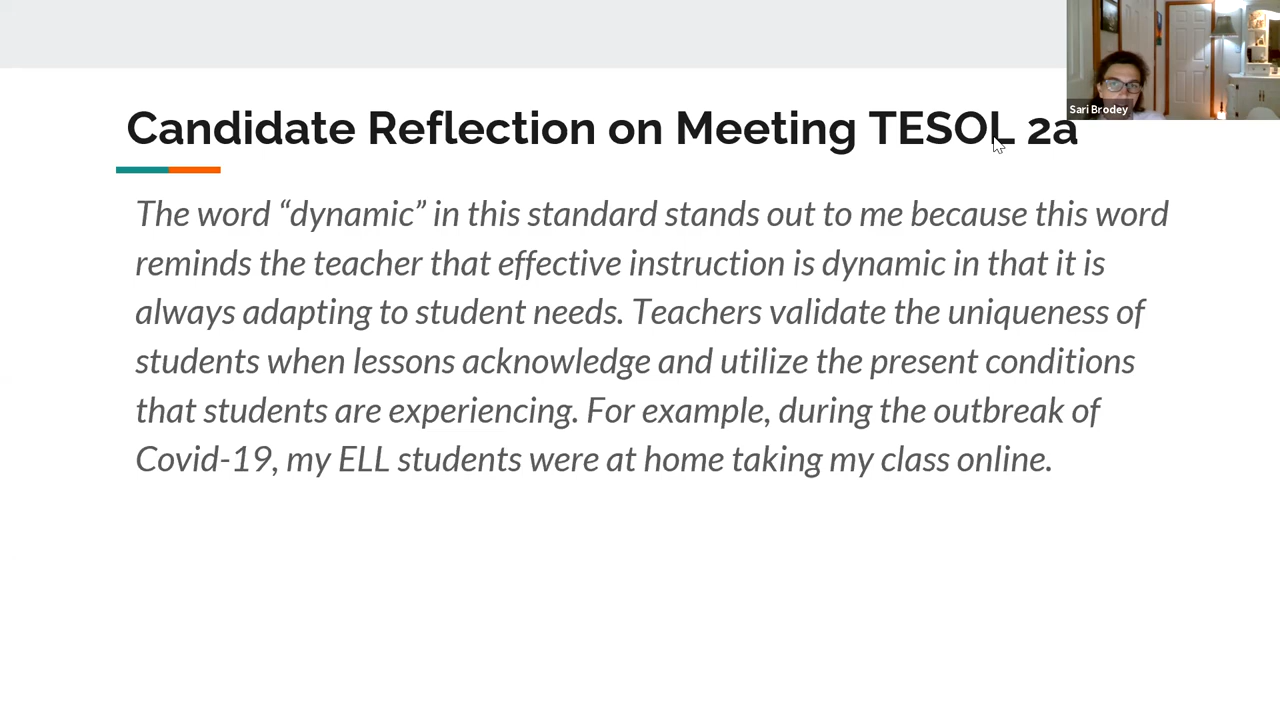 Candidate Reflection on Meeting TESOL 2a
Sari Brodey
The word “dynamic” in this standard stands out to me because this word
reminds the teacher that effective instruction is dynamic in that it is
always adapting to student needs. Teachers validate the uniqueness of
students when lessons acknowledge and utilize the present conditions
that students are experiencing. For example, during the outbreak of
Covid-19, my ELL students were at home taking my class online.